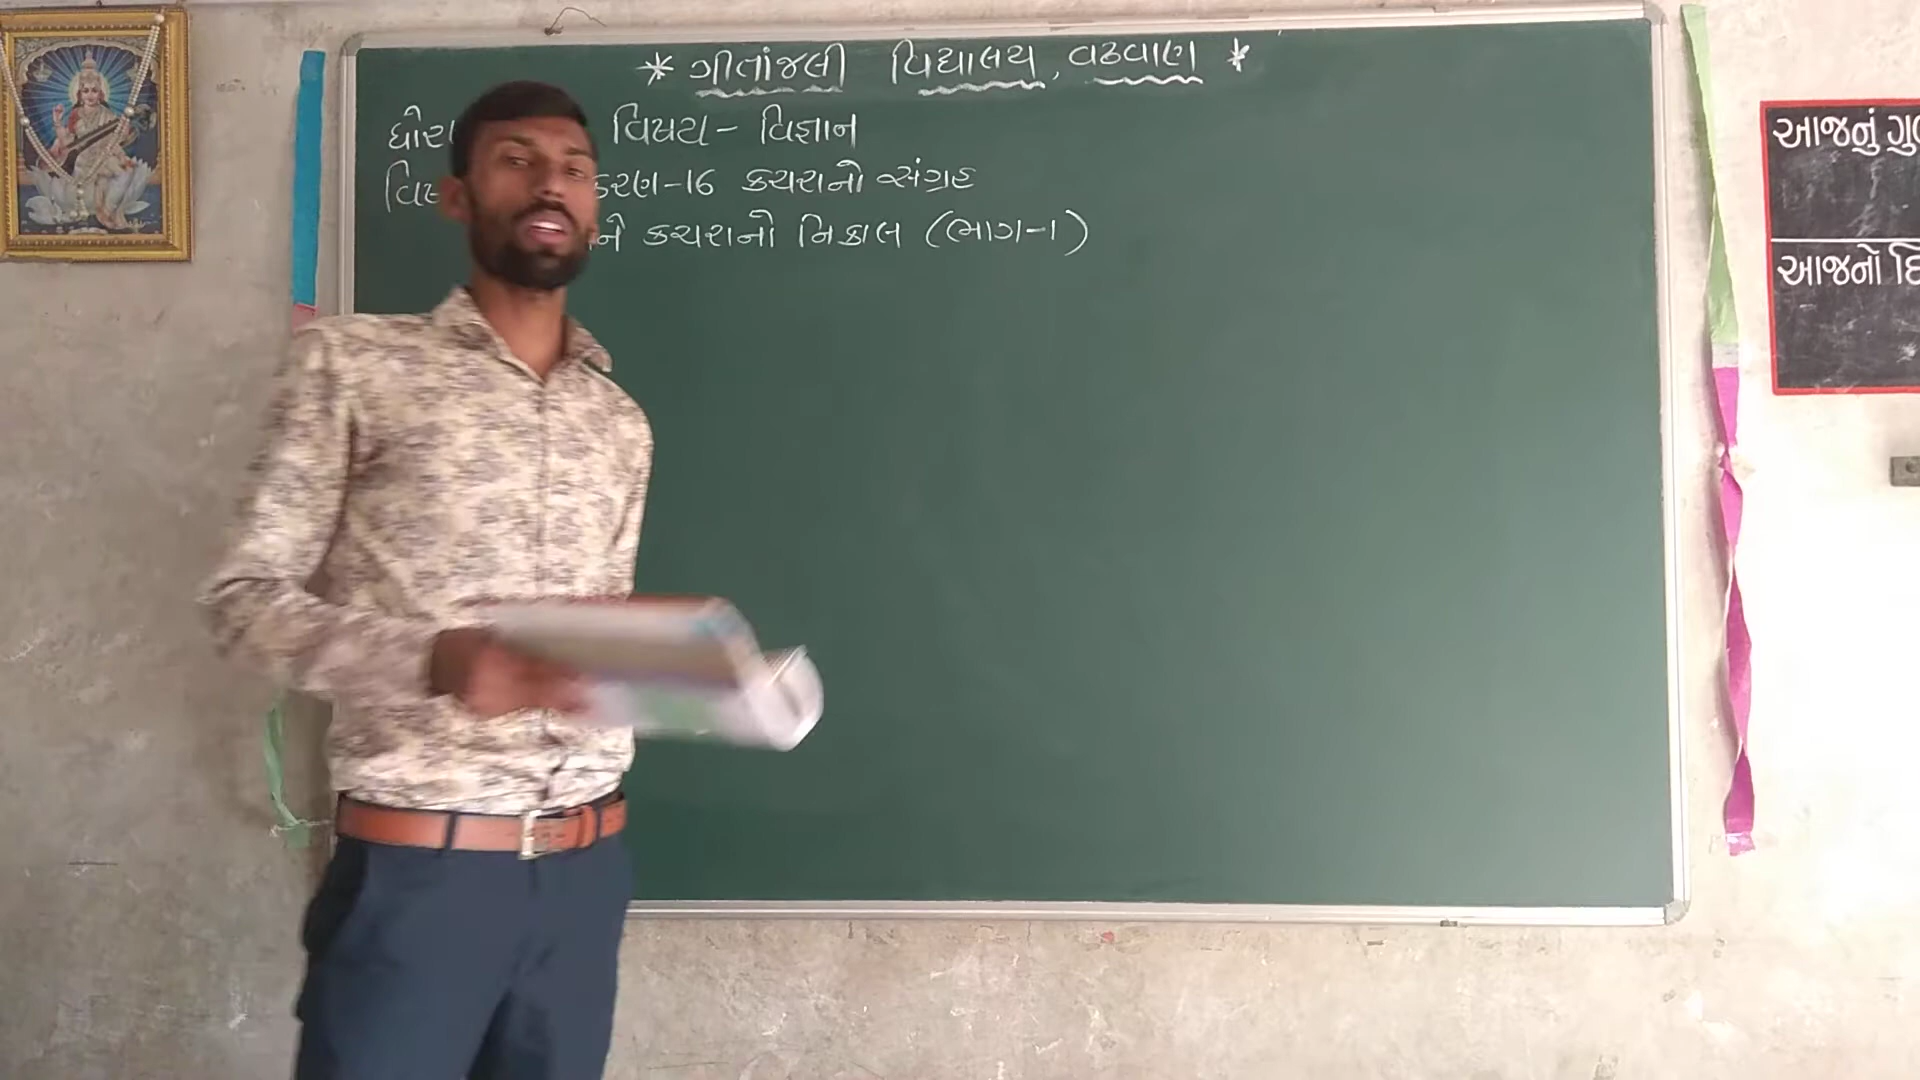 * ગીતાંજલી વિદ્યાલય, વઢવાણ *
વિષય - વિજ્ઞાન
કરણ-16 કચરાનો સંગ્રહ
કચરાનો નિકાલ (ભાગ-1)
આજનું
આજનો